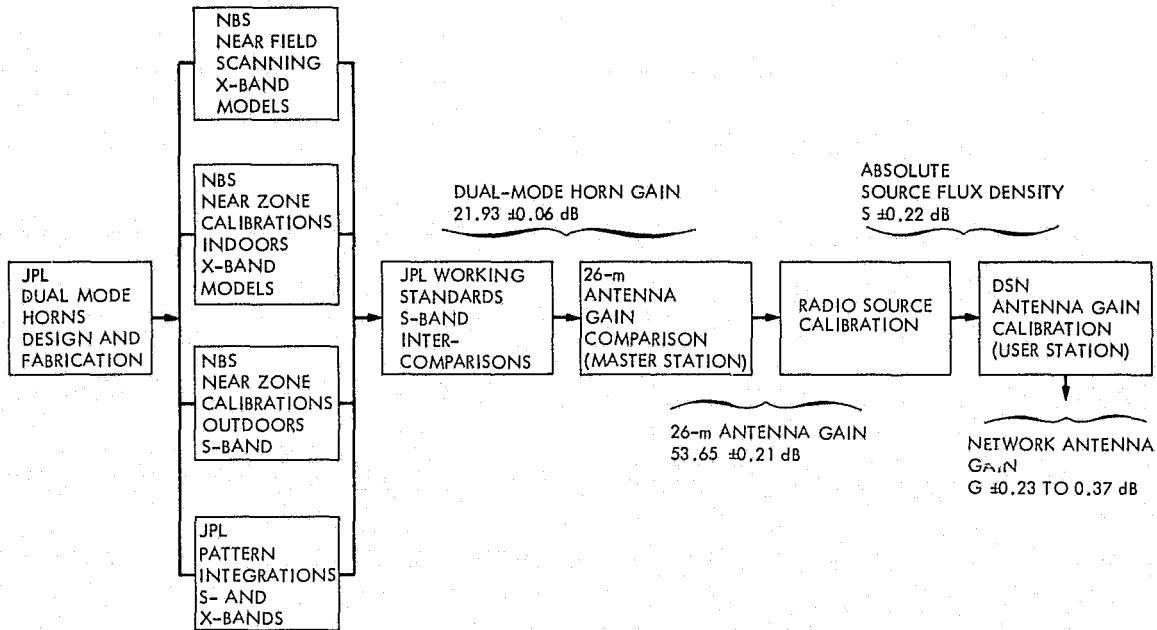 JPL
DUAL MODE
HORNS
DESIGN AND
FABRICATION
NBS
NEAR FIELD
SCANNING
X-BAND
MODELS
NBS
NEAR ZONE
CALIBRATIONS
INDOORS
X-BAND
MODELS
NBS
NEAR ZONE
CALIBRATIONS
OUTDOORS
S-BAND
JPL
PATTERN
INTEGRATIONS
S- AND
X-BANDS
DUAL-MODE HORN GAIN
21.93 ±0.06 dB
JPL WORKING
STANDARDS
S-BAND
INTER-
COMPARISONS
26-m
ANTENNA
GAIN
COMPARISON
(MASTER STATION)
26-m ANTENNA GAIN
53.65 ±0.21 dB
RADIO SOURCE
CALIBRATION
ABSOLUTE
SOURCE FLUX DENSITY
S ±0.22 dB
DSN
ANTENNA GAIN
CALIBRATION
(USER STATION)
NETWORK ANTENNA
GAIN
G ±0.23 TO 0.37 dB